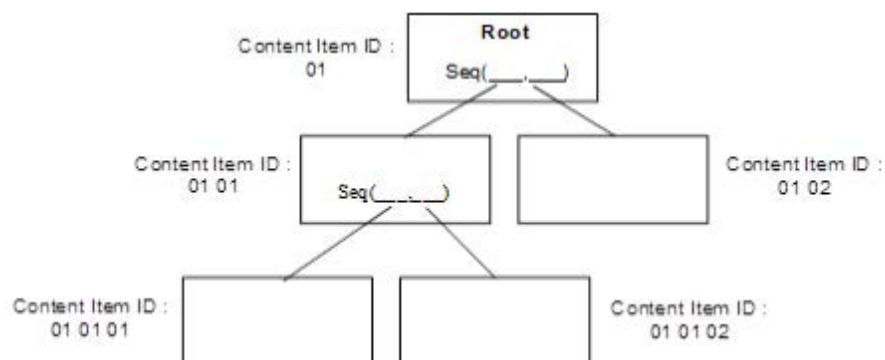 Root
Content Item ID :
01
Seq(___,___)
Content Item ID :
01 01
Seq(___,___)
Content Item ID :
01 02
Content Item ID :
01 01 01
Content Item ID :
01 01 02